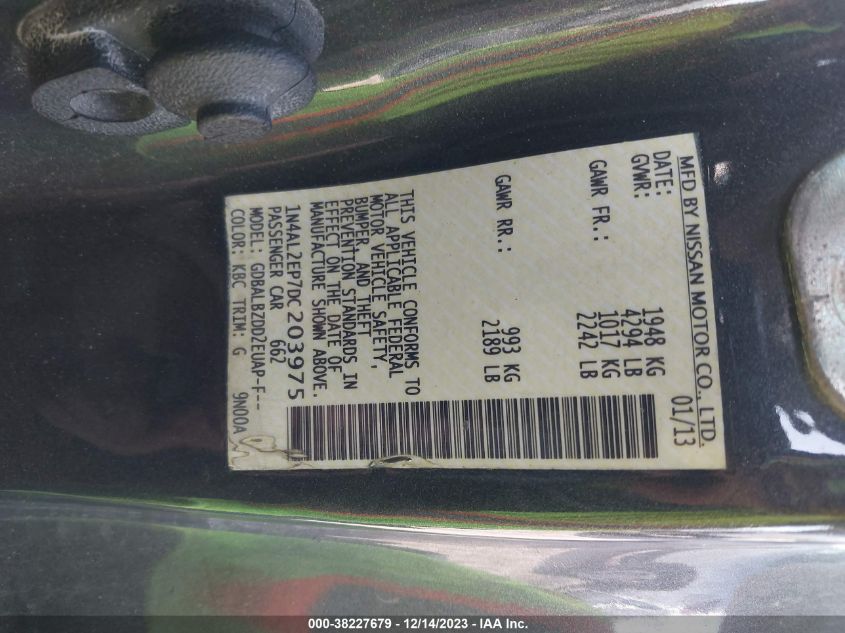 MFD BY NISSAN MOTOR CO., LTD.
DATE: 01/13
GVWR: 1948 KG
4294 LB
GAWR FR.: 1017 KG
2242 LB
GAWR RR.: 993 KG
2189 LB
THIS VEHICLE CONFORMS TO
ALL APPLICABLE FEDERAL
MOTOR VEHICLE SAFETY,
BUMPER, AND THEFT
PREVENTION STANDARDS IN
EFFECT ON THE DATE OF
MANUFACTURE SHOWN ABOVE.
1N4AL2EP7DC203975
PASSENGER CAR 662
MODEL: GDBALBZDD2EUAP-F--
COLOR: KBC TRIM: G 9N00A
000-38227679 - 12/14/2023 - IAA Inc.